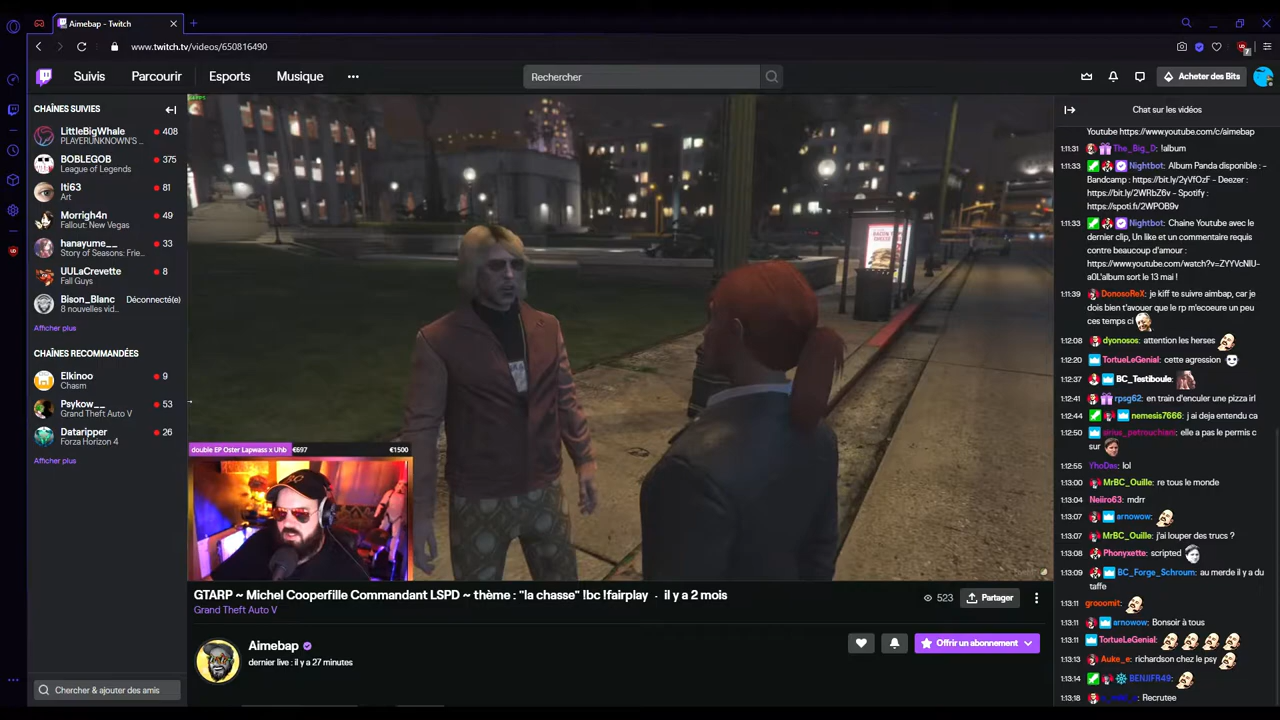 Aimebap - Twitch
www.twitch.tv/videos/650816490
Suivis
Parcourir
Esports
Musique
Rechercher
Acheter des Bits
CHAÎNES SUIVIES
LittleBigWhale 408
PLAYERUNKNOWN'S ...
BOBLEGOB 375
League of Legends
Iti63 81
Art
Morrigh4n 49
Fallout: New Vegas
hanayume__ 33
Story of Seasons: Frie...
UULaCrevette 8
Fall Guys
Bison_Blanc Déconnecté(e)
8 nouvelles vid...
Afficher plus
CHAÎNES RECOMMANDÉES
Elkinoo 9
Chasm
Psykow__ 53
Grand Theft Auto V
Dataripper 26
Forza Horizon 4
Afficher plus
Chercher & ajouter des amis
BACON
CHEESE
double EP Oster Lapwass x Uhb €697 €1500
GTARP ~ Michel Cooperfille Commandant LSPD ~ thème : "la chasse" !bc !fairplay · il y a 2 mois
Grand Theft Auto V
523
Partager
Aimebap
dernier live : il y a 27 minutes
Offrir un abonnement
Chat sur les vidéos
Youtube https://www.youtube.com/c/aimebap
1:11:31 The_Big_D: !album
1:11:33 Nightbot: Album Panda disponible : -
Bandcamp : https://bit.ly/2yVfOzF - Deezer :
https://bit.ly/2WRbZ6v - Spotify :
https://spoti.fi/2WPOB9v
1:11:33 Nightbot: Chaine Youtube avec le
dernier clip, Un like et un commentaire requis
contre beaucoup d'amour :
https://www.youtube.com/watch?v=ZYYVcNIU-
a0L'album sort le 13 mai !
1:11:39 DonosoReX: je kiff te suivre aimbap, car je
dois bien t'avouer que le rp m'ecoeure un peu
ces temps ci
1:12:08 dyonosos: attention les herses
1:12:20 TortueLeGenial: cette agression
1:12:37 BC_Testiboule:
1:12:41 rpsg62: en train d'enculer une pizza irl
1:12:44 nemesis7666: j ai deja entendu ca
1:12:50 sirius_petrouchien: elle a pas le permis c
sur
1:12:55 YhoDas: lol
1:13:00 MrBC_Ouille: re tous le monde
1:13:04 Neiiro63: mdrr
1:13:07 arnowow:
1:13:07 MrBC_Ouille: j'ai louper des trucs ?
1:13:08 Phonyxette: scripted
1:13:09 BC_Forge_Schroum: au merde il y a du
taffe
1:13:11 grooomit:
1:13:11 arnowow: Bonsoir à tous
1:13:11 TortueLeGenial:
1:13:13 Auke_e: richardson chez le psy
1:13:14 BENJIFR49:
1:13:18 Recrutee